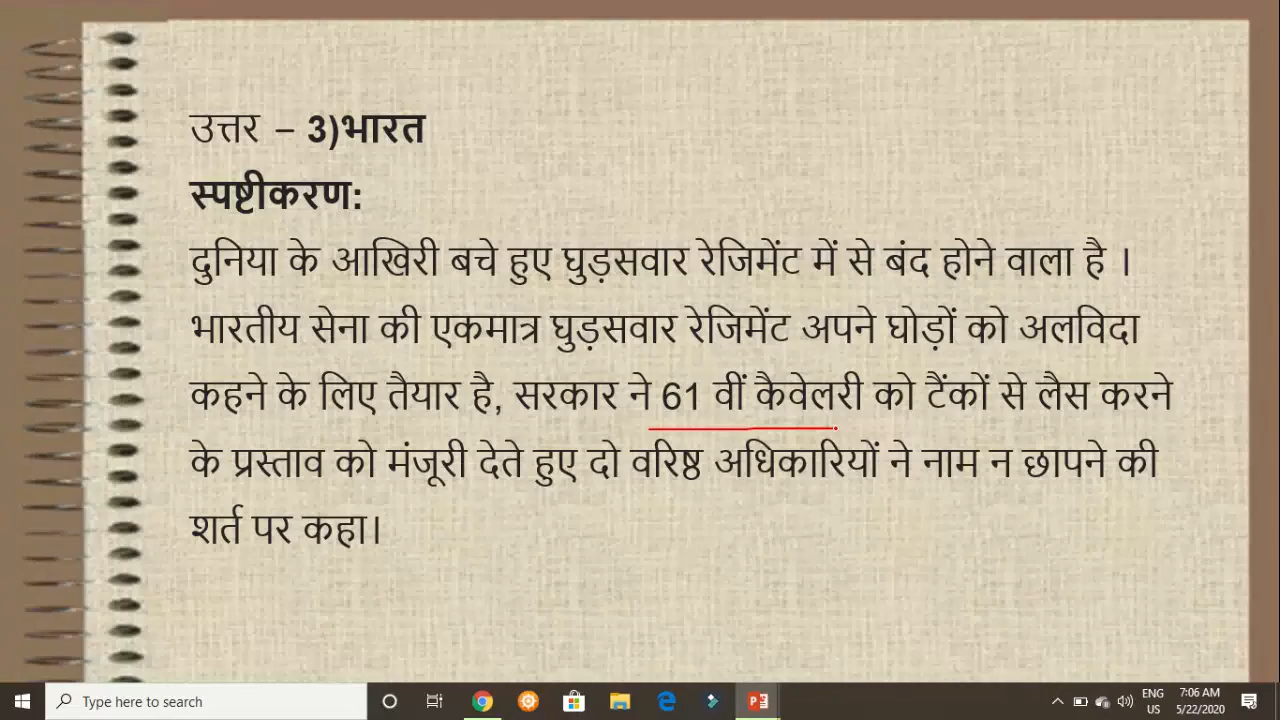 उत्तर – 3)भारत
स्पष्टीकरण:
दुनिया के आखिरी बचे हुए घुड़सवार रेजिमेंट में से बंद होने वाला है ।
भारतीय सेना की एकमात्र घुड़सवार रेजिमेंट अपने घोड़ों को अलविदा
कहने के लिए तैयार है, सरकार ने 61 वीं कैवेलरी को टैंकों से लैस करने
के प्रस्ताव को मंजूरी देते हुए दो वरिष्ठ अधिकारियों ने नाम न छापने की
शर्त पर कहा।
Type here to search
ENG
US
7:06 AM
5/22/2020